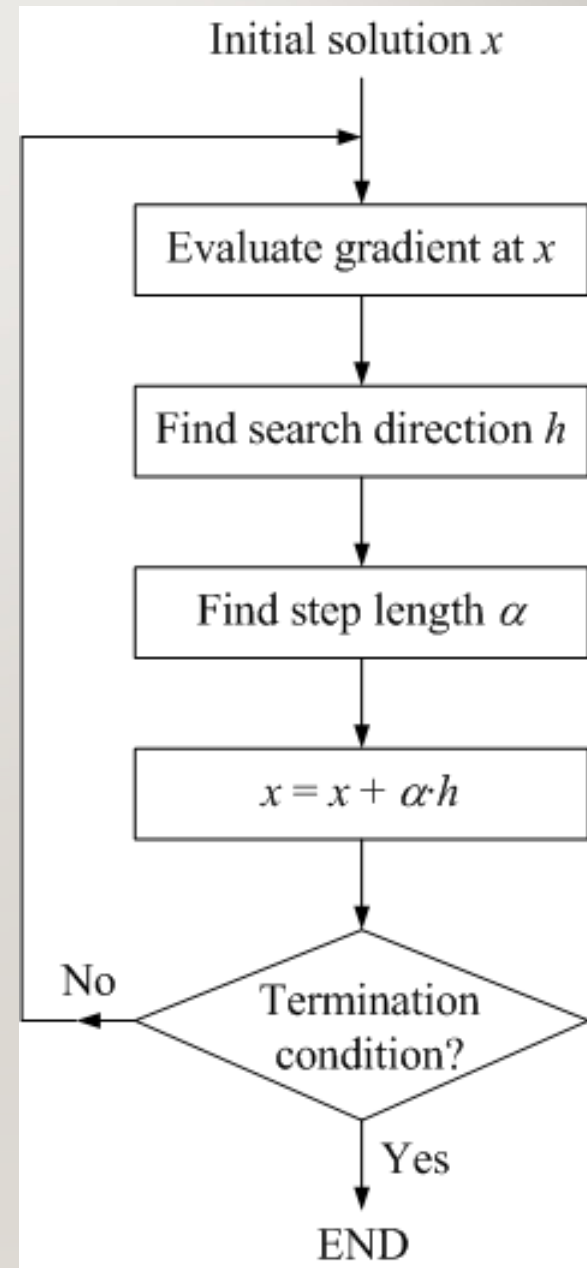 Initial solution x
Evaluate gradient at x
Find search direction h
Find step length α
x = x + α·h
No
Termination
condition?
Yes
END